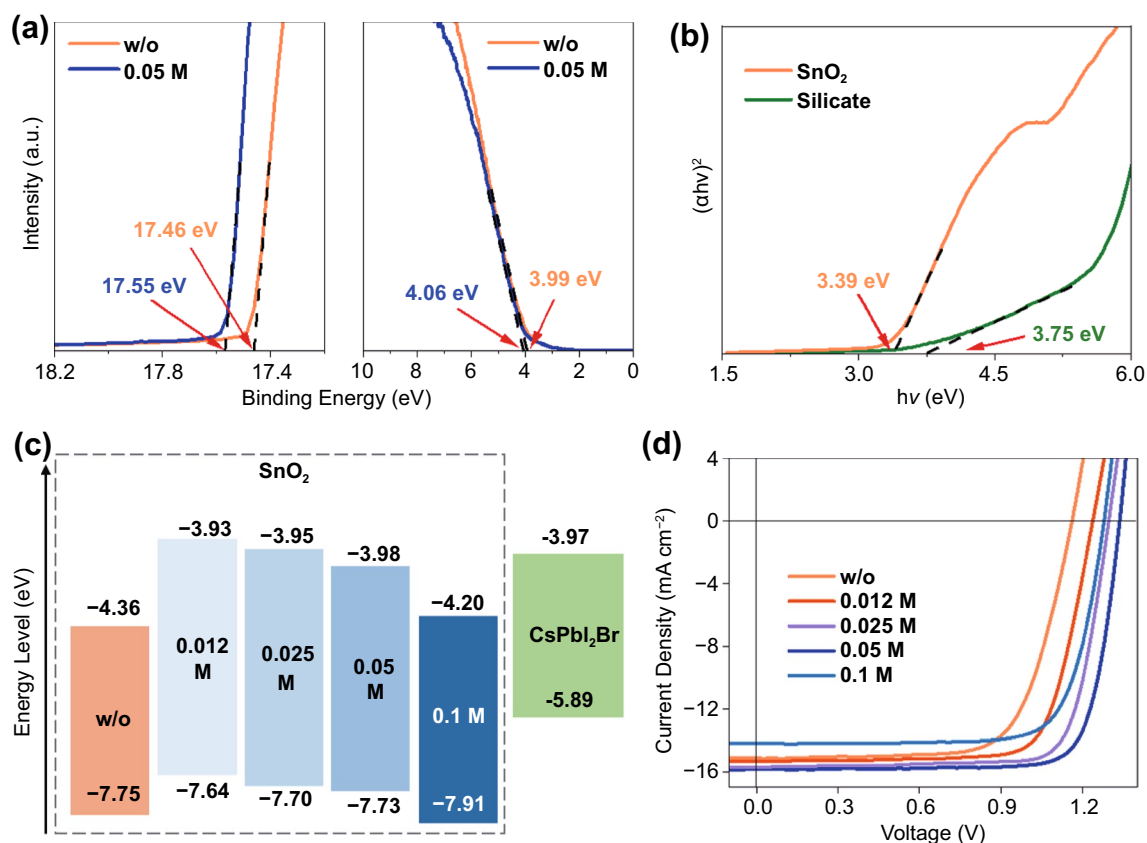 (a)
w/o
0.05 M
w/o
0.05 M
17.46 eV
17.55 eV
4.06 eV
3.99 eV
Intensity (a.u.)
18.2 17.8 17.4
8 6 4 2 0
Binding Energy (eV)
(b)
SnO₂
Silicate
3.39 eV
3.75 eV
(αhν)²
1.5 3.0 4.5 6.0
hν (eV)
(c)
SnO₂
Energy Level (eV)
−4.36
w/o
−7.75
−3.93
0.012
M
−7.64
−3.95
0.025
M
−7.70
−3.98
0.05
M
−7.73
−4.20
0.1 M
−7.91
-3.97
CsPbI₂Br
-5.89
(d)
w/o
0.012 M
0.025 M
0.05 M
0.1 M
Current Density (mA cm⁻²)
4
0
−4
−8
−12
−16
0.0 0.3 0.6 0.9 1.2
Voltage (V)